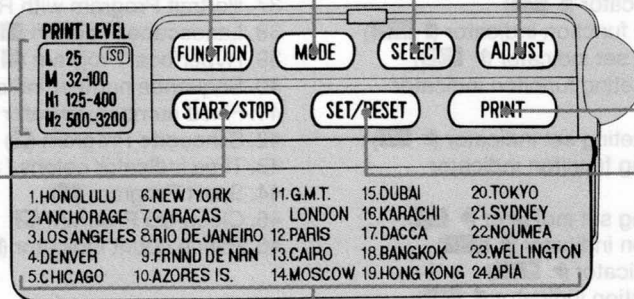 PRINT LEVEL
L 25 ISO
M 32-100
H1 125-400
H2 500-3200
FUNCTION MODE SELECT ADJUST
START/STOP SET/RESET PRINT
1.HONOLULU 6.NEW YORK 11.G.M.T. 15.DUBAI 20.TOKYO
2.ANCHORAGE 7.CARACAS LONDON 16.KARACHI 21.SYDNEY
3.LOS ANGELES 8.RIO DE JANEIRO 12.PARIS 17.DACCA 22.NOUMEA
4.DENVER 9.FRNND DE NRN 13.CAIRO 18.BANGKOK 23.WELLINGTON
5.CHICAGO 10.AZORES IS. 14.MOSCOW 19.HONG KONG 24.APIA